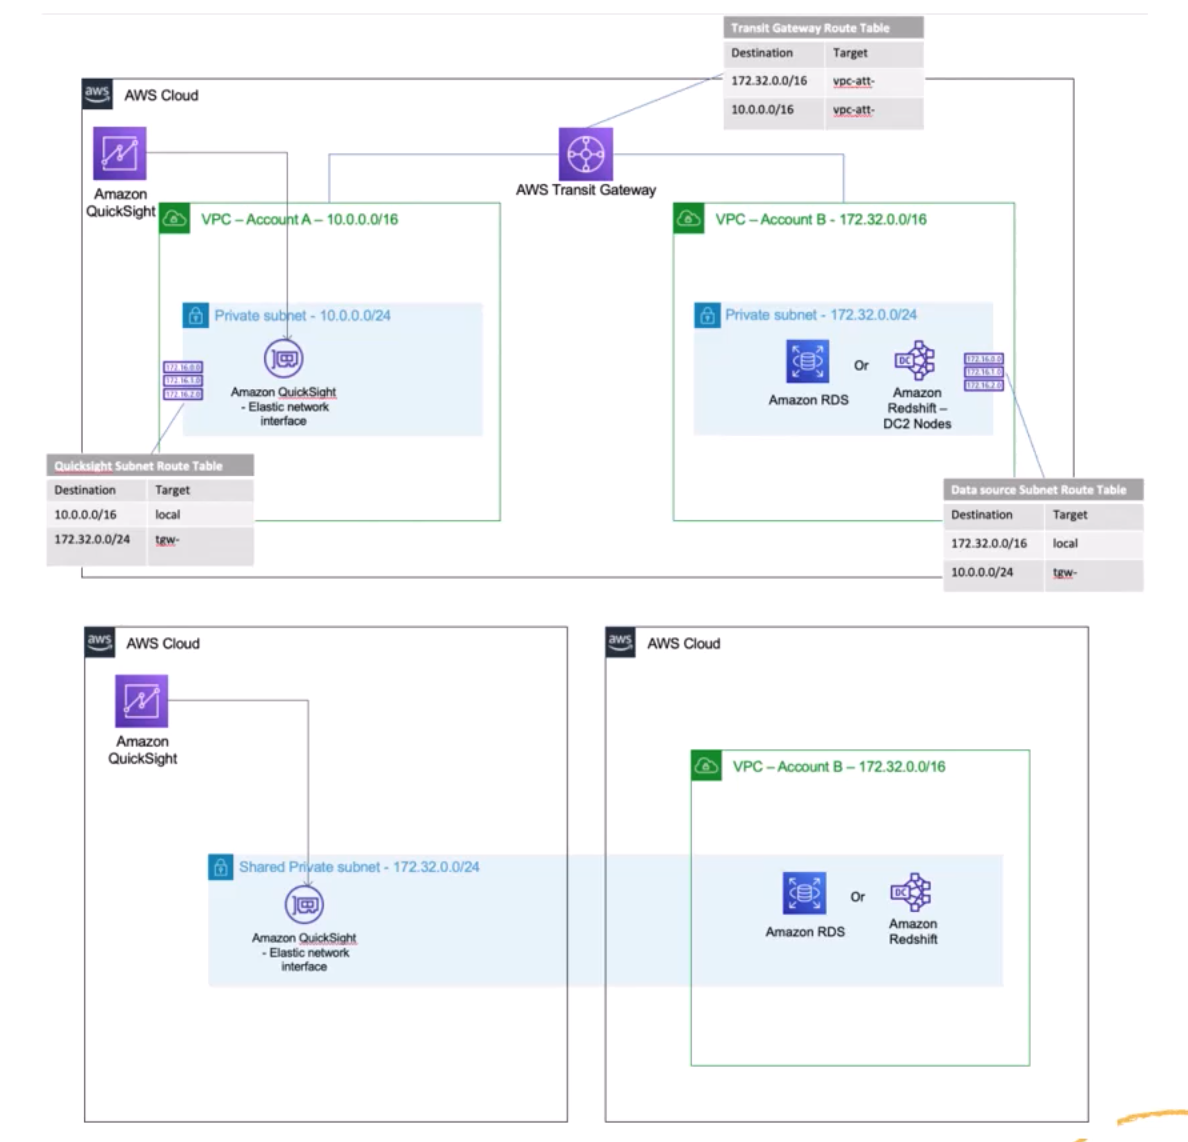 Transit Gateway Route Table
Destination Target
172.32.0.0/16 vpc-att-
10.0.0.0/16 vpc-att-
aws AWS Cloud
Amazon
QuickSight
AWS Transit Gateway
VPC – Account A – 10.0.0.0/16
VPC – Account B - 172.32.0.0/16
Private subnet - 10.0.0.0/24
Private subnet - 172.32.0.0/24
172.16.0.0
172.16.1.0
172.16.2.0
Amazon QuickSight
- Elastic network
interface
Amazon RDS
Or
DC
Amazon
Redshift –
DC2 Nodes
172.16.0.0
172.16.1.0
172.16.2.0
Quicksight Subnet Route Table
Destination Target
10.0.0.0/16 local
172.32.0.0/24 tgw-
Data source Subnet Route Table
Destination Target
172.32.0.0/16 local
10.0.0.0/24 tgw-
aws AWS Cloud
Amazon
QuickSight
aws AWS Cloud
VPC – Account B – 172.32.0.0/16
Shared Private subnet - 172.32.0.0/24
Amazon QuickSight
- Elastic network
interface
Amazon RDS
Or
DC
Amazon
Redshift